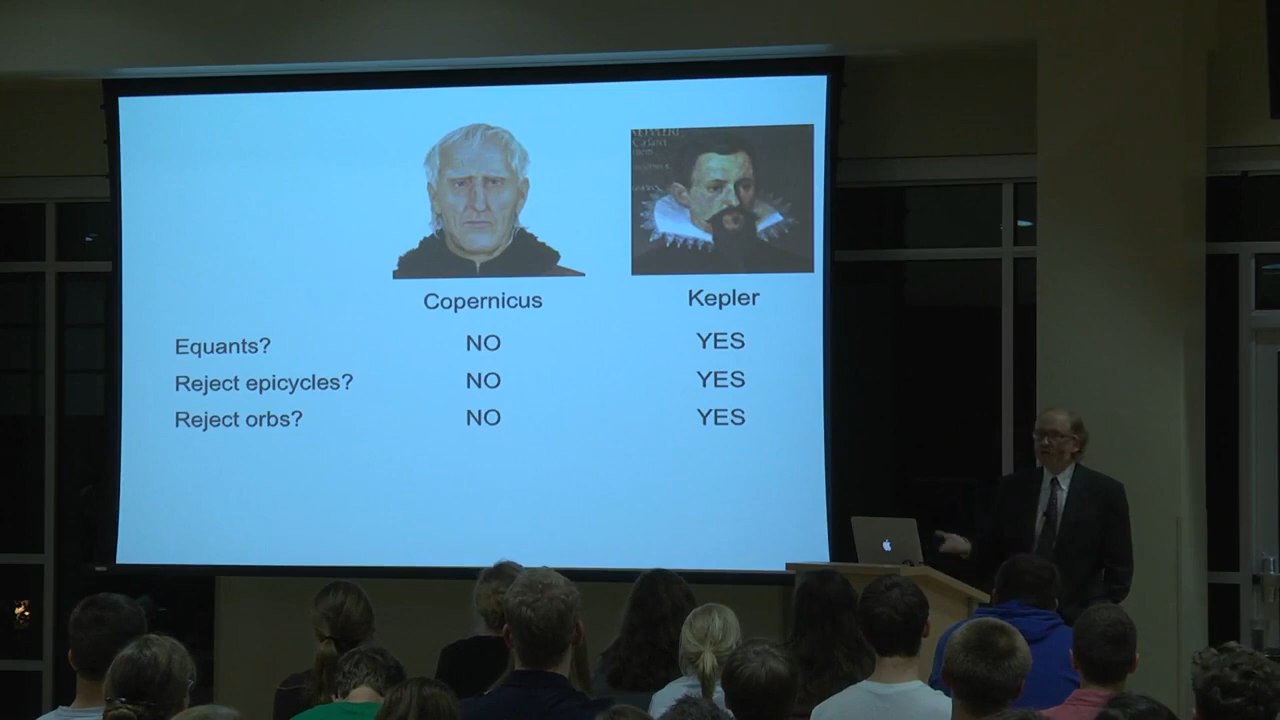 Copernicus Kepler
Equants? NO YES
Reject epicycles? NO YES
Reject orbs? NO YES